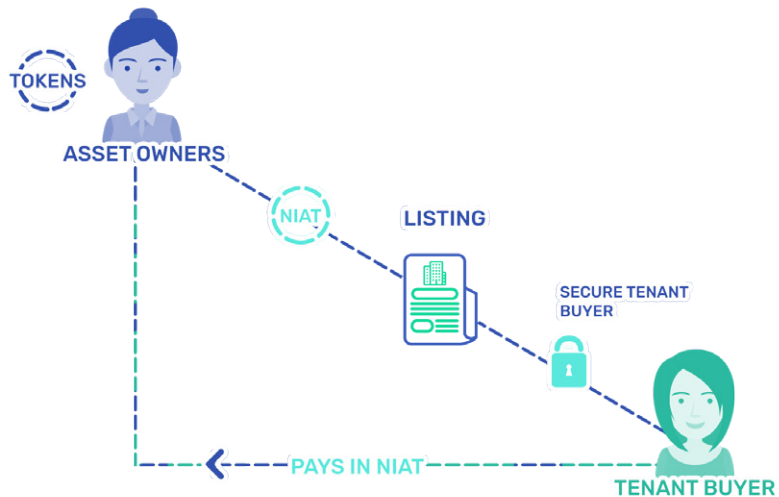 TOKENS
ASSET OWNERS
NIAT
LISTING
SECURE TENANT
BUYER
PAYS IN NIAT
TENANT BUYER